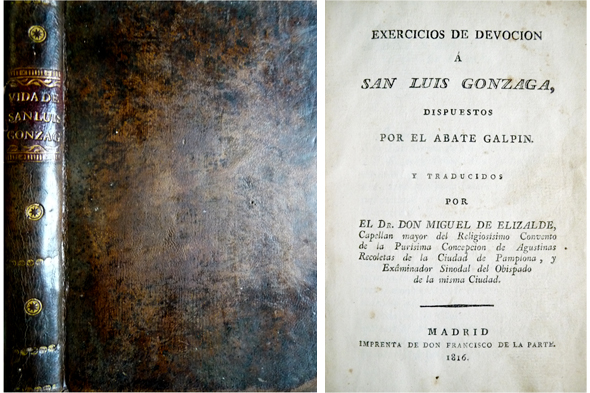 VIDA DE
SAN LUIS
GONZAG
EXERCICIOS DE DEVOCION
Á
SAN LUIS GONZAGA,
DISPUESTOS
POR EL ABATE GALPIN.
Y TRADUCIDOS
POR
EL DR. DON MIGUEL DE ELIZALDE,
Capellan mayor del Religiosísimo Convento
de la Purísima Concepcion de Agustinas
Recoletas de la Ciudad de Pamplona, y
Exâminador Sinodal del Obispado
de la misma Ciudad.
MADRID
IMPRENTA DE DON FRANCISCO DE LA PARTE.
1816.